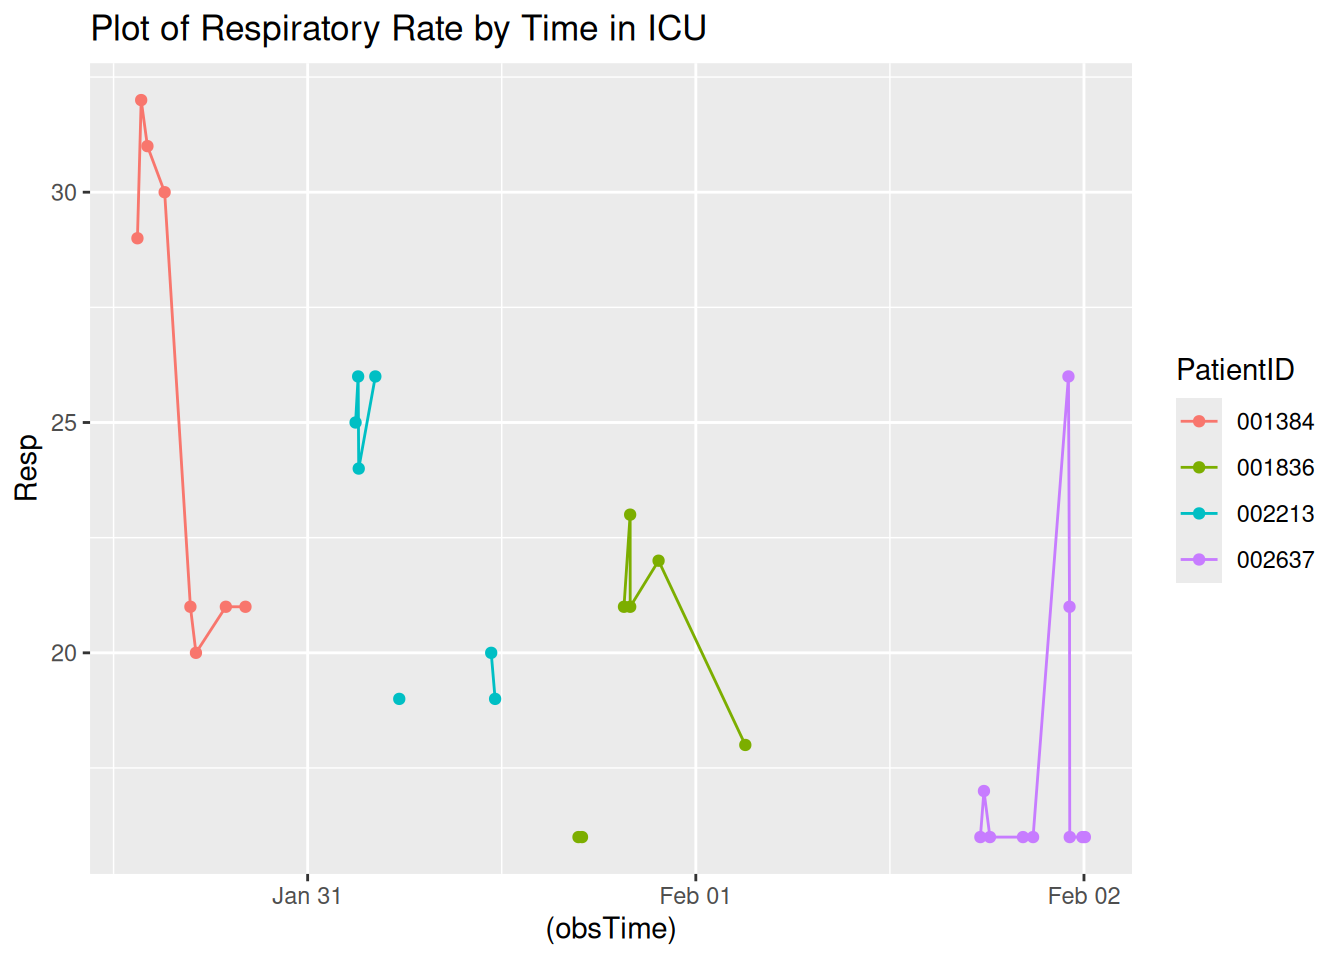 Plot of Respiratory Rate by Time in ICU
30
25
20
Resp
Jan 31
Feb 01
Feb 02
(obsTime)
PatientID
001384
001836
002213
002637